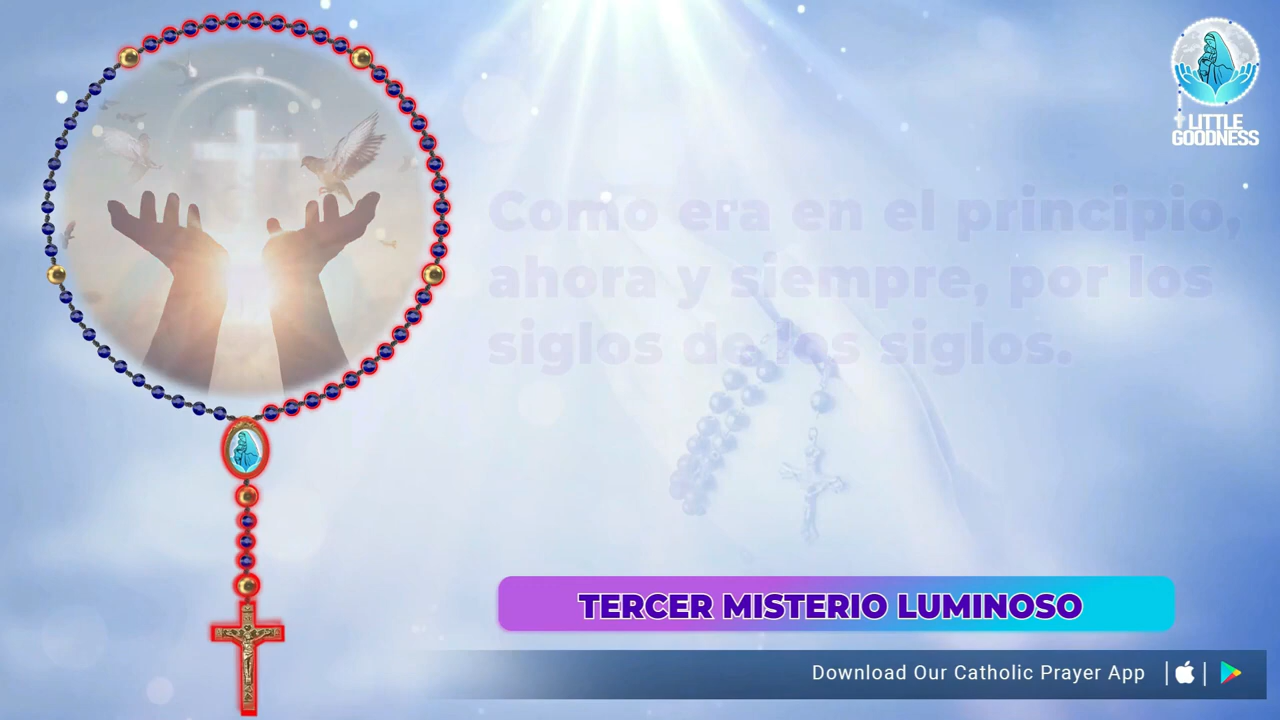 LITTLE
GOODNESS
Como era en el principio,
ahora y siempre, por los
siglos de los siglos.
TERCER MISTERIO LUMINOSO
Download Our Catholic Prayer App